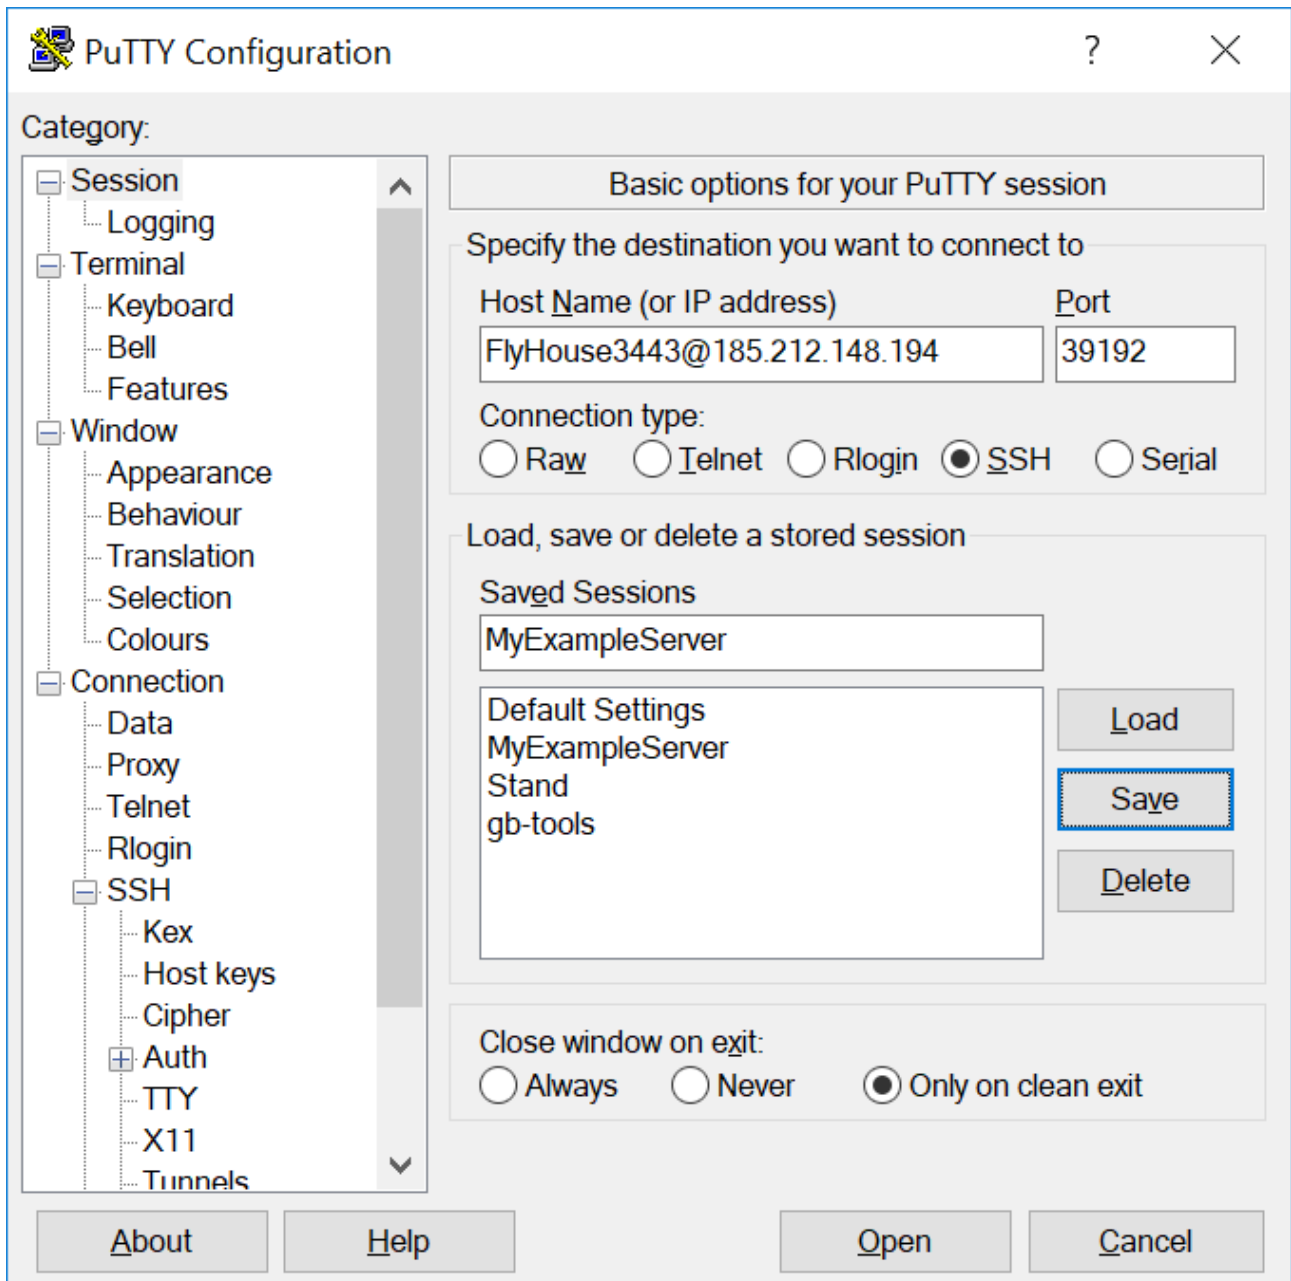 PuTTY Configuration
?
Category:
Session
Logging
Terminal
Keyboard
Bell
Features
Window
Appearance
Behaviour
Translation
Selection
Colours
Connection
Data
Proxy
Telnet
Rlogin
SSH
Kex
Host keys
Cipher
Auth
TTY
X11
Tunnels
Basic options for your PuTTY session
Specify the destination you want to connect to
Host Name (or IP address) Port
FlyHouse3443@185.212.148.194 39192
Connection type:
Raw Telnet Rlogin SSH Serial
Load, save or delete a stored session
Saved Sessions
MyExampleServer
Default Settings
MyExampleServer
Stand
gb-tools
Load
Save
Delete
Close window on exit:
Always Never Only on clean exit
About Help Open Cancel